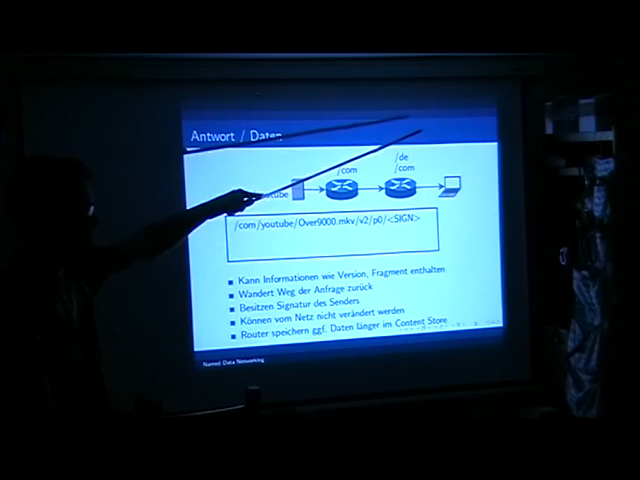 Antwort / Daten
/de
/com
/com
youtube
/com/youtube/Over9000.mkv/v2/p0/<SIGN>
Kann Informationen wie Version, Fragment enthalten
Wandert Weg der Anfrage zurück
Besitzen Signatur des Senders
Können vom Netz nicht verändert werden
Router speichern ggf. Daten länger im Content Store
Named Data Networking